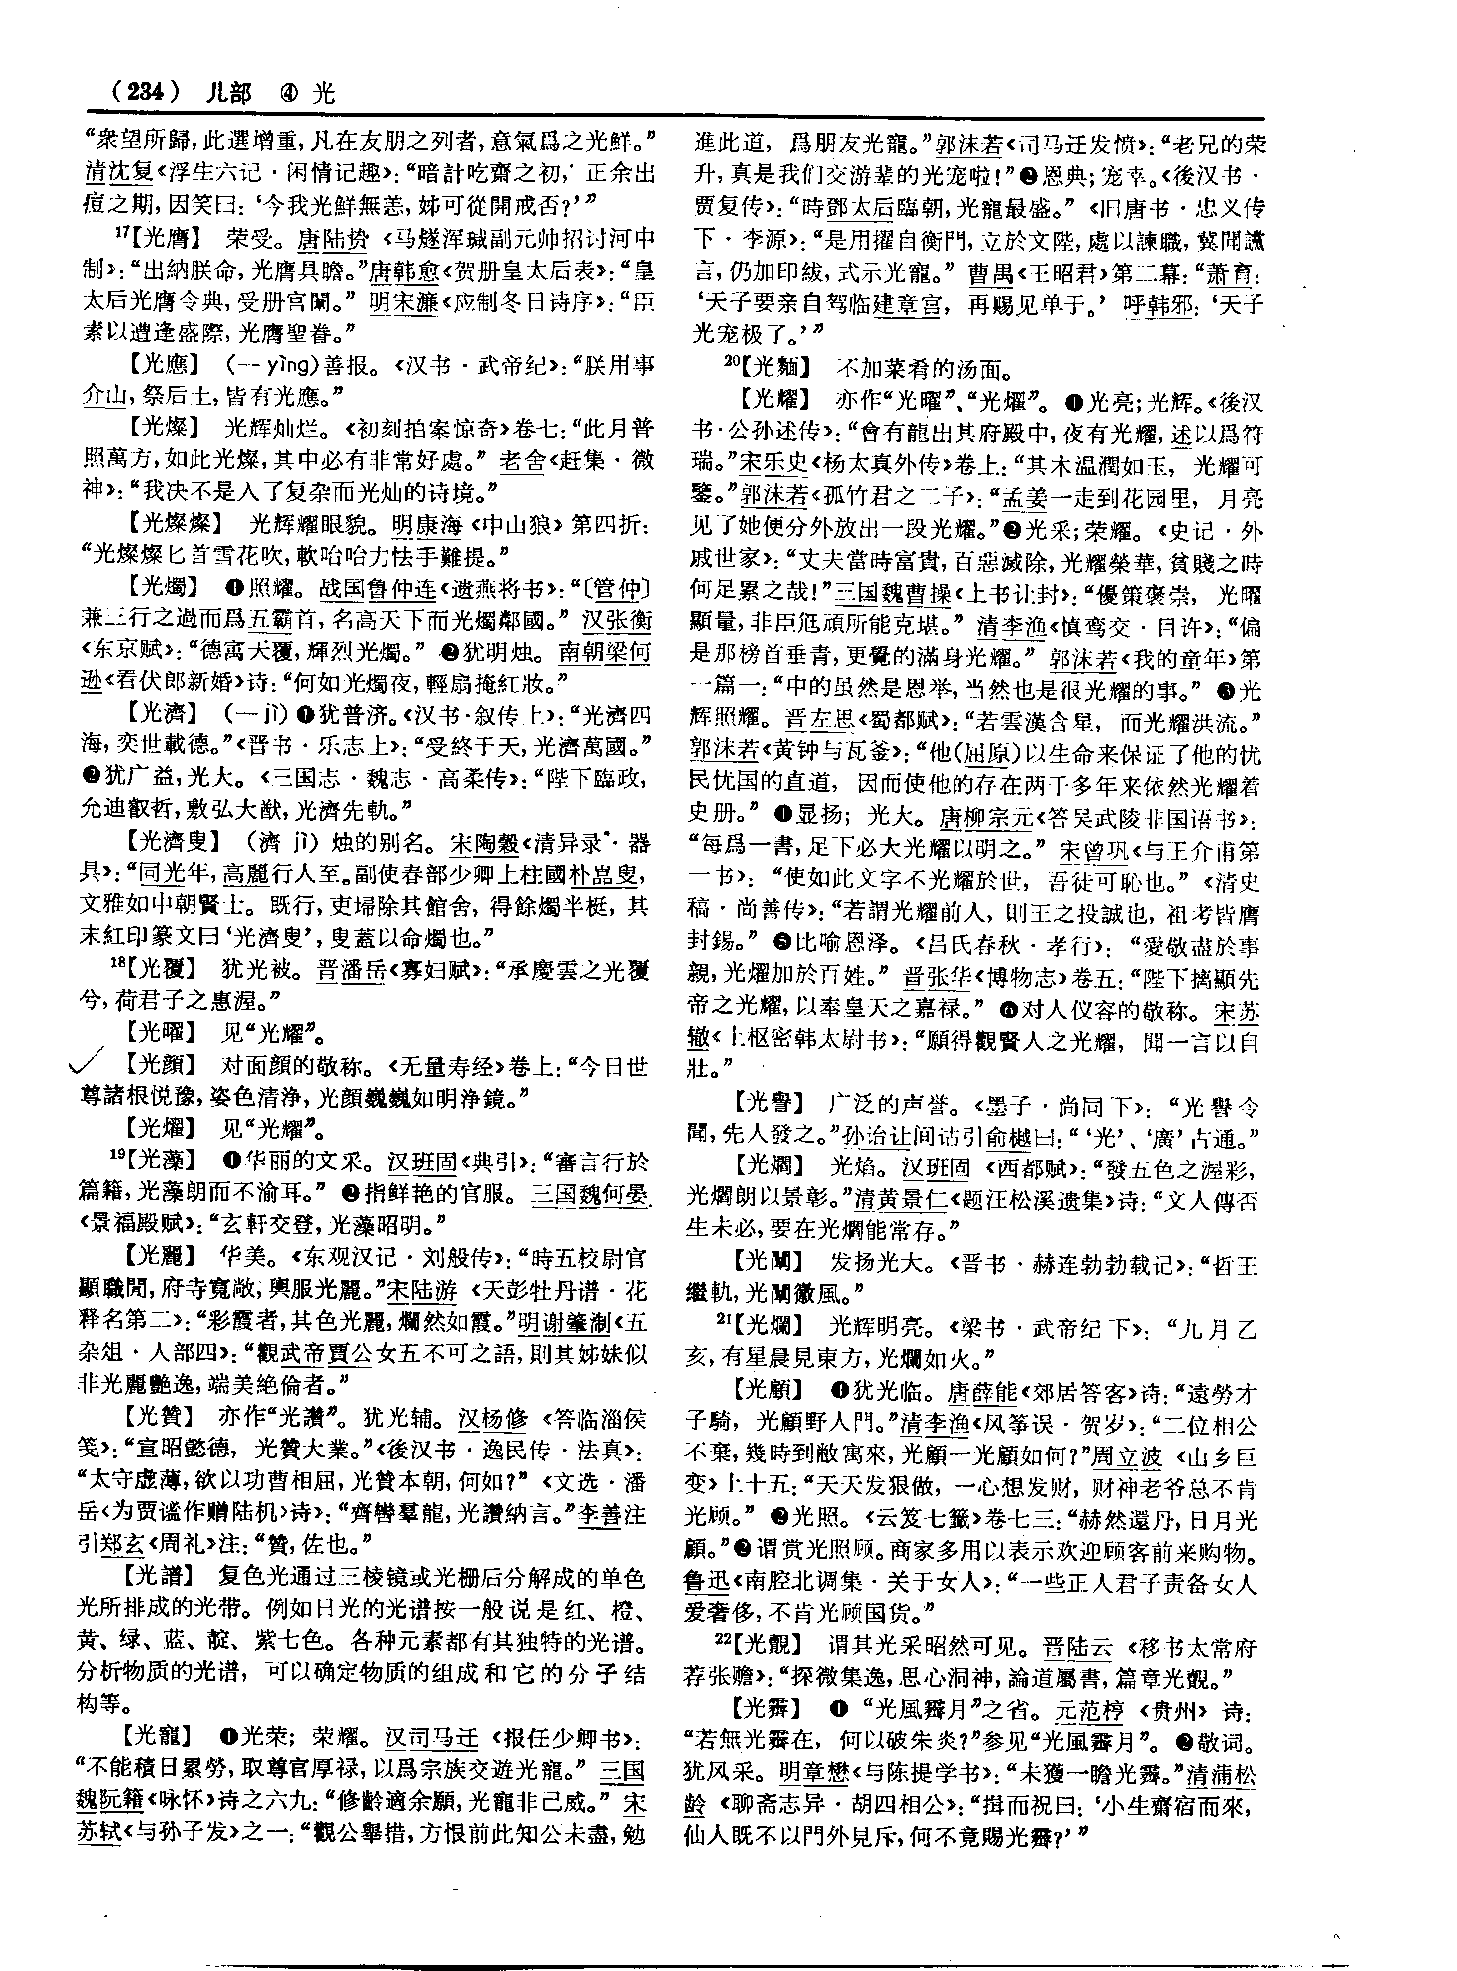 (234) 儿部 ④ 光
“衆望所歸,此選增重,凡在友朋之列者,意氣爲之光鮮。”
清沈复《浮生六记·闲情记趣》:“暗計吃齋之初,正余出
痘之期,因笑曰:‘今我光鮮無恙,姊可從開戒否?’”
17【光膺】 荣受。唐陆贽《马燧浑瑊副元帅招讨河中
制》:“出納朕命,光膺具瞻。”唐韩愈《贺册皇太后表》:“皇
太后光膺令典,受册宫闈。” 明宋濂《应制冬日诗序》:“臣
素以遭逢盛際,光膺聖眷。”
【光應】 (一 yìng)善报。《汉书·武帝纪》:“朕用事
介山,祭后土,皆有光應。”
【光燦】 光辉灿烂。《初刻拍案惊奇》卷七:“此月普
照萬方,如此光燦,其中必有非常好處。” 老舍《赶集·微
神》:“我决不是入了复杂而光灿的诗境。”
【光燦燦】 光辉耀眼貌。明康海《中山狼》第四折:
“光燦燦匕首雪花吹,軟哈哈力怯手難提。”
【光燭】 ❶照耀。战国鲁仲连《遗燕将书》:“〔管仲〕
兼三行之過而爲五霸首,名高天下而光燭鄰國。” 汉张衡
《东京赋》:“德寓天覆,輝烈光燭。” ❷犹明烛。南朝梁何
逊《看伏郎新婚》诗:“何如光燭夜,輕扇掩紅妝。”
【光濟】 (一 jì)❶犹普济。《汉书·叙传上》:“光濟四
海,奕世載德。”《晋书·乐志上》:“受終于天,光濟萬國。”
❷犹广益,光大。《三国志·魏志·高柔传》:“陛下臨政,
允迪叡哲,敷弘大猷,光濟先軌。”
【光濟叟】 (濟 jì) 烛的别名。宋陶穀《清异录·器
具》:“同光年,高麗行人至。副使春部少卿上柱國朴嵓叟,
文雅如中朝賢士。既行,吏埽除其館舍,得餘燭半梃,其
末紅印篆文曰‘光濟叟’,叟蓋以命燭也。”
18【光覆】 犹光被。晋潘岳《寡妇赋》:“承慶雲之光覆
兮,荷君子之惠渥。”
【光曜】 见“光耀”。
【光顔】 对面顔的敬称。《无量寿经》卷上:“今日世
尊諸根悦豫,姿色清浄,光顔巍巍如明浄鏡。”
【光燿】 见“光耀”。
19【光藻】 ❶华丽的文采。汉班固《典引》:“審言行於
篇籍,光藻朗而不渝耳。” ❷指鲜艳的官服。三国魏何晏
《景福殿赋》:“玄軒交登,光藻昭明。”
【光麗】 华美。《东观汉记·刘般传》:“時五校尉官
顯職閒,府寺寬敞,輿服光麗。”宋陆游《天彭牡丹谱·花
释名第二》:“彩霞者,其色光麗,爛然如霞。”明谢肇淛《五
杂俎·人部四》:“觀武帝賈公女五不可之語,則其姊妹似
非光麗艷逸,端美絶倫者。”
【光贊】 亦作“光讚”。犹光辅。汉杨修《答临淄侯
笺》:“宣昭懿德,光贊大業。”《後汉书·逸民传·法真》:
“太守虚薄,欲以功曹相屈,光贊本朝,何如?”《文选·潘
岳〈为贾谧作赠陆机〉诗》:“齊轡羣龍,光讚納言。”李善注
引郑玄《周礼》注:“贊,佐也。”
【光譜】 复色光通过三棱镜或光栅后分解成的单色
光所排成的光带。例如日光的光谱按一般说是红、橙、
黄、绿、蓝、靛、紫七色。各种元素都有其独特的光谱。
分析物质的光谱,可以确定物质的组成和它的分子结
构等。
【光寵】 ❶光荣;荣耀。汉司马迁《报任少卿书》:
“不能積日累勞,取尊官厚禄,以爲宗族交遊光寵。” 三国
魏阮籍《咏怀》诗之六九:“修齡適余願,光寵非己威。” 宋
苏轼《与孙子发》之一:“觀公舉措,方恨前此知公未盡,勉
進此道,爲朋友光寵。”郭沫若《司马迁发愤》:“老兄的荣
升,真是我们交游辈的光宠啦!”❷恩典;宠幸。《後汉书·
贾复传》:“時鄧太后臨朝,光寵最盛。”《旧唐书·忠义传
下·李源》:“是用擢自衡門,立於文陛,處以諫職,冀聞讜
言,仍加印紱,式示光寵。” 曹禺《王昭君》第二幕:“萧育:
‘天子要亲自驾临建章宫,再赐见单于。’ 呼韩邪:‘天子
光宠极了。’”
20【光麵】 不加菜肴的汤面。
【光耀】 亦作“光曜”、“光燿”。❶光亮;光辉。《後汉
书·公孙述传》:“會有龍出其府殿中,夜有光耀,述以爲符
瑞。”宋乐史《杨太真外传》卷上:“其木温潤如玉,光耀可
鑒。”郭沫若《孤竹君之二子》:“孟姜一走到花园里,月亮
见了她便分外放出一段光耀。”❷光采;荣耀。《史记·外
戚世家》:“丈夫當時富貴,百惡滅除,光耀榮華,貧賤之時
何足累之哉!”三国魏曹操《上书让封》:“優策褒崇,光曜
顯量,非臣尫頑所能克堪。” 清李渔《慎鸾交·目许》:“偏
是那榜首垂青,更覺的滿身光耀。” 郭沫若《我的童年》第
一篇一:“中的虽然是恩举,当然也是很光耀的事。” ❸光
辉照耀。晋左思《蜀都赋》:“若雲漢含星,而光耀洪流。”
郭沫若《黄钟与瓦釜》:“他(屈原)以生命来保证了他的忧
民忧国的直道,因而使他的存在两千多年来依然光耀着
史册。” ❹显扬;光大。唐柳宗元《答吴武陵非国语书》:
“每爲一書,足下必大光耀以明之。” 宋曾巩《与王介甫第
一书》:“使如此文字不光耀於世,吾徒可恥也。”《清史
稿·尚善传》:“若謂光耀前人,則王之投誠也,祖考皆膺
封錫。” ❺比喻恩泽。《吕氏春秋·孝行》:“愛敬盡於事
親,光燿加於百姓。” 晋张华《博物志》卷五:“陛下摛顯先
帝之光耀,以奉皇天之嘉禄。” ❻对人仪容的敬称。宋苏
辙《上枢密韩太尉书》:“願得觀賢人之光耀,聞一言以自
壯。”
【光譽】 广泛的声誉。《墨子·尚同下》:“光譽令
聞,先人發之。”孙诒让间诂引俞樾曰:“‘光’、‘廣’古通。”
【光爓】 光焰。汉班固《西都赋》:“發五色之渥彩,
光爓朗以景彰。”清黄景仁《题汪松溪遗集》诗:“文人傳否
生未必,要在光爓能常存。”
【光闡】 发扬光大。《晋书·赫连勃勃载记》:“哲王
繼軌,光闡徽風。”
21【光爛】 光辉明亮。《梁书·武帝纪下》:“九月乙
亥,有星晨見東方,光爛如火。”
【光顧】 ❶犹光临。唐薛能《郊居答客》诗:“遠勞才
子騎,光顧野人門。”清李渔《风筝误·贺岁》:“二位相公
不棄,幾時到敝寓來,光顧一光顧如何?”周立波《山乡巨
变》上十五:“天天发狠做,一心想发财,财神老爷总不肯
光顾。” ❷光照。《云笈七籤》卷七三:“赫然還丹,日月光
顧。”❷谓赏光照顾。商家多用以表示欢迎顾客前来购物。
鲁迅《南腔北调集·关于女人》:“一些正人君子责备女人
爱奢侈,不肯光顾国货。”
22【光覿】 谓其光采昭然可见。晋陆云《移书太常府
荐张赡》:“探微集逸,思心洞神,論道屬書,篇章光覿。”
【光霽】 ❶ “光風霽月”之省。元范梈《贵州》诗:
“若無光霽在,何以破朱炎?”参见“光風霽月”。❷敬词。
犹风采。明章懋《与陈提学书》:“未獲一瞻光霽。”清蒲松
龄《聊斋志异·胡四相公》:“揖而祝曰:‘小生齋宿而來,
仙人既不以門外見斥,何不竟賜光霽?’”